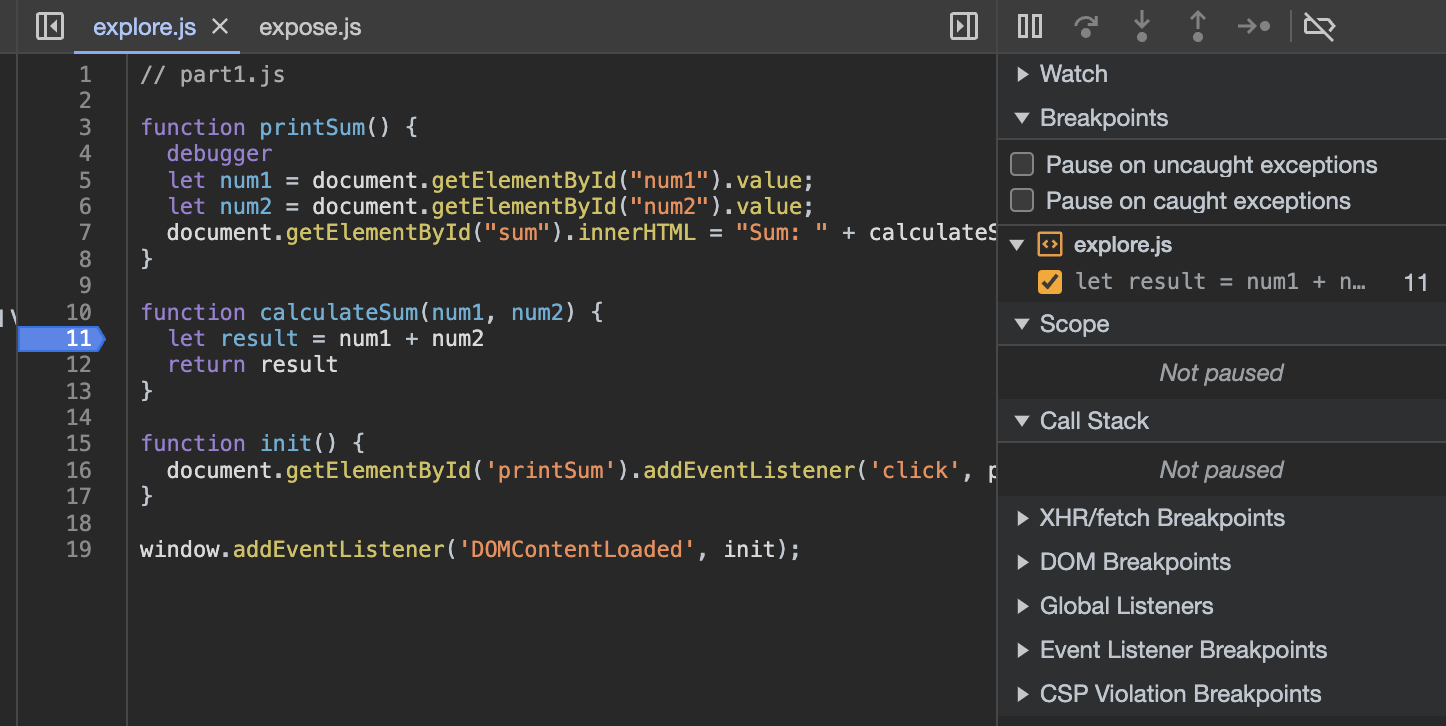 explore.js × expose.js
1 // part1.js
2
3 function printSum() {
4 debugger
5 let num1 = document.getElementById("num1").value;
6 let num2 = document.getElementById("num2").value;
7 document.getElementById("sum").innerHTML = "Sum: " + calculateS
8 }
9
10 function calculateSum(num1, num2) {
11 let result = num1 + num2
12 return result
13 }
14
15 function init() {
16 document.getElementById('printSum').addEventListener('click', p
17 }
18
19 window.addEventListener('DOMContentLoaded', init);
Watch
Breakpoints
Pause on uncaught exceptions
Pause on caught exceptions
explore.js
let result = num1 + n… 11
Scope
Not paused
Call Stack
Not paused
XHR/fetch Breakpoints
DOM Breakpoints
Global Listeners
Event Listener Breakpoints
CSP Violation Breakpoints